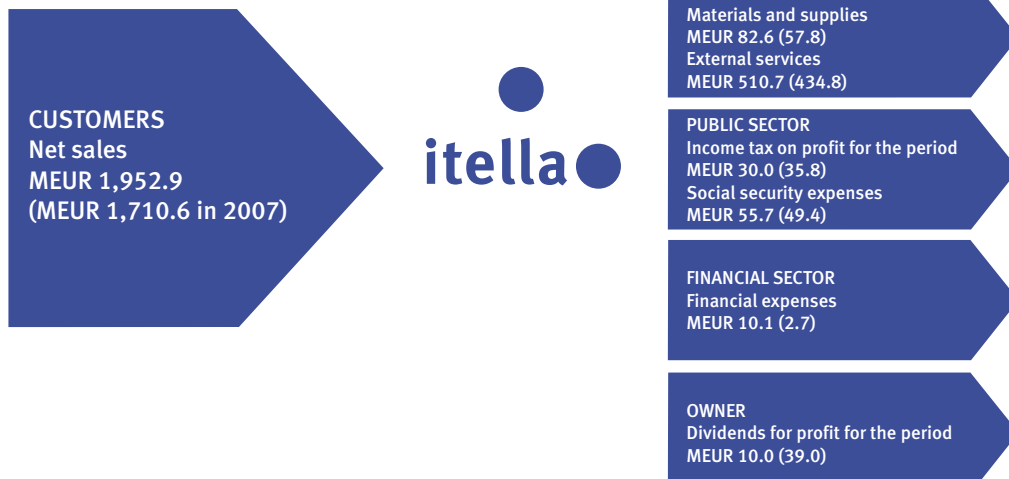 CUSTOMERS
Net sales
MEUR 1,952.9
(MEUR 1,710.6 in 2007)
itella
Materials and supplies
MEUR 82.6 (57.8)
External services
MEUR 510.7 (434.8)
PUBLIC SECTOR
Income tax on profit for the period
MEUR 30.0 (35.8)
Social security expenses
MEUR 55.7 (49.4)
FINANCIAL SECTOR
Financial expenses
MEUR 10.1 (2.7)
OWNER
Dividends for profit for the period
MEUR 10.0 (39.0)